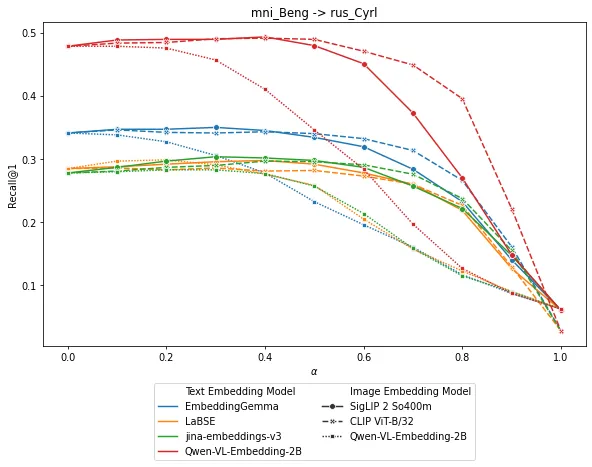 mni_Beng -> rus_Cyrl
Recall@1
0.5
0.4
0.3
0.2
0.1
0.0 0.2 0.4 0.6 0.8 1.0
α
Text Embedding Model
EmbeddingGemma
LaBSE
jina-embeddings-v3
Qwen-VL-Embedding-2B
Image Embedding Model
SigLIP 2 So400m
CLIP ViT-B/32
Qwen-VL-Embedding-2B